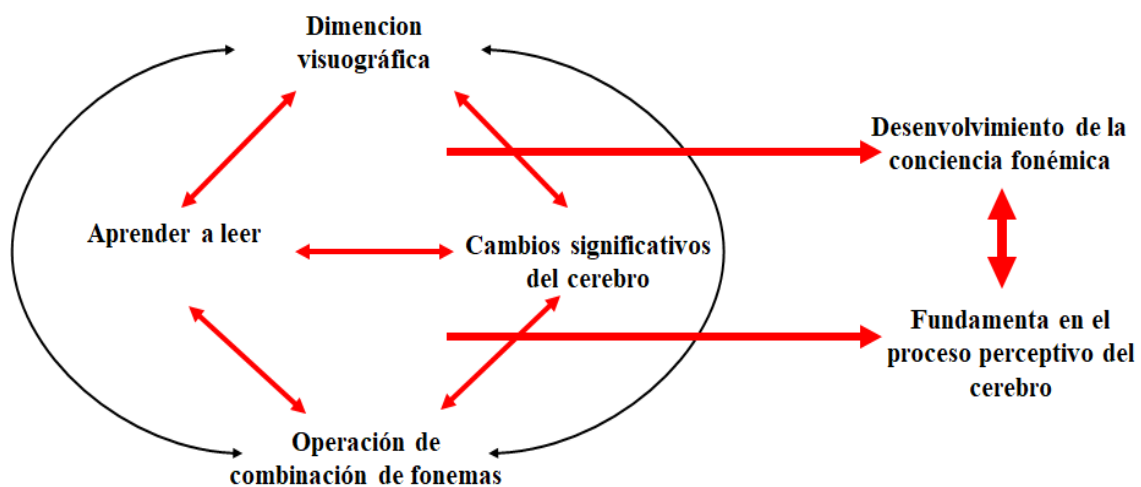 Dimencion
visuográfica
Desenvolvimiento de la
conciencia fonémica
Aprender a leer
Cambios significativos
del cerebro
Fundamenta en el
proceso perceptivo del
cerebro
Operación de
combinación de fonemas